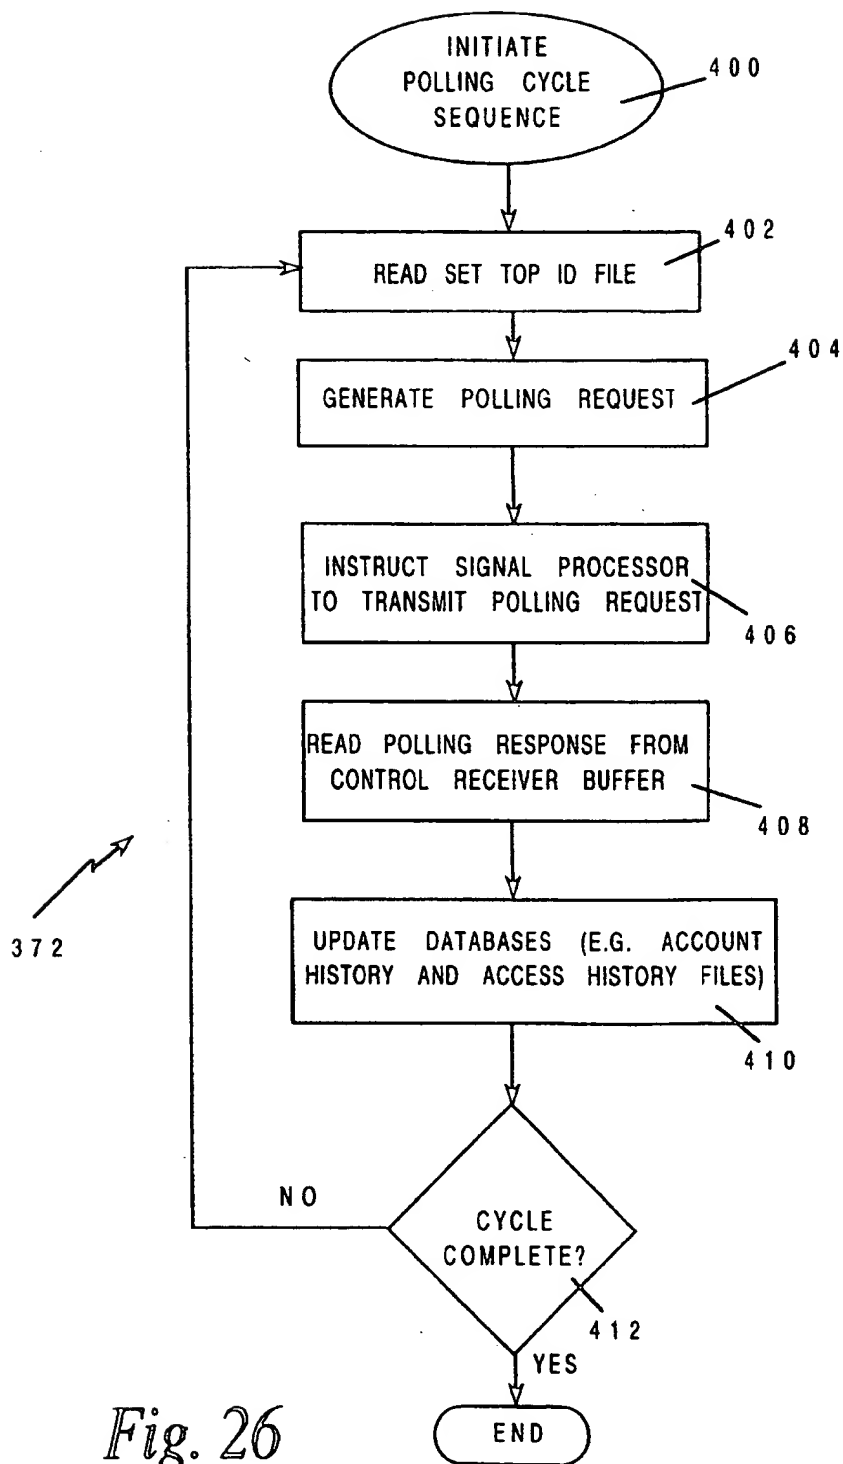 INITIATE
POLLING CYCLE
SEQUENCE
400
402
READ SET TOP ID FILE
404
GENERATE POLLING REQUEST
INSTRUCT SIGNAL PROCESSOR
TO TRANSMIT POLLING REQUEST
406
READ POLLING RESPONSE FROM
CONTROL RECEIVER BUFFER
408
372
UPDATE DATABASES (E.G. ACCOUNT
HISTORY AND ACCESS HISTORY FILES)
410
NO
CYCLE
COMPLETE?
412
YES
END
Fig. 26